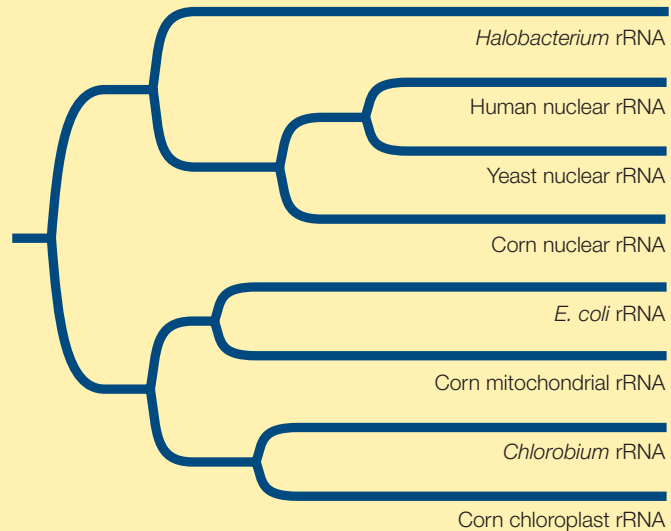 Halobacterium rRNA
Human nuclear rRNA
Yeast nuclear rRNA
Corn nuclear rRNA
E. coli rRNA
Corn mitochondrial rRNA
Chlorobium rRNA
Corn chloroplast rRNA